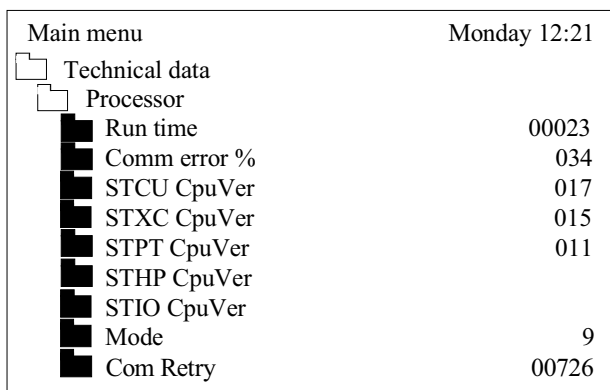 Main menu Monday 12:21
Technical data
Processor
Run time 00023
Comm error % 034
STCU CpuVer 017
STXC CpuVer 015
STPT CpuVer 011
STHP CpuVer
STIO CpuVer
Mode 9
Com Retry 00726